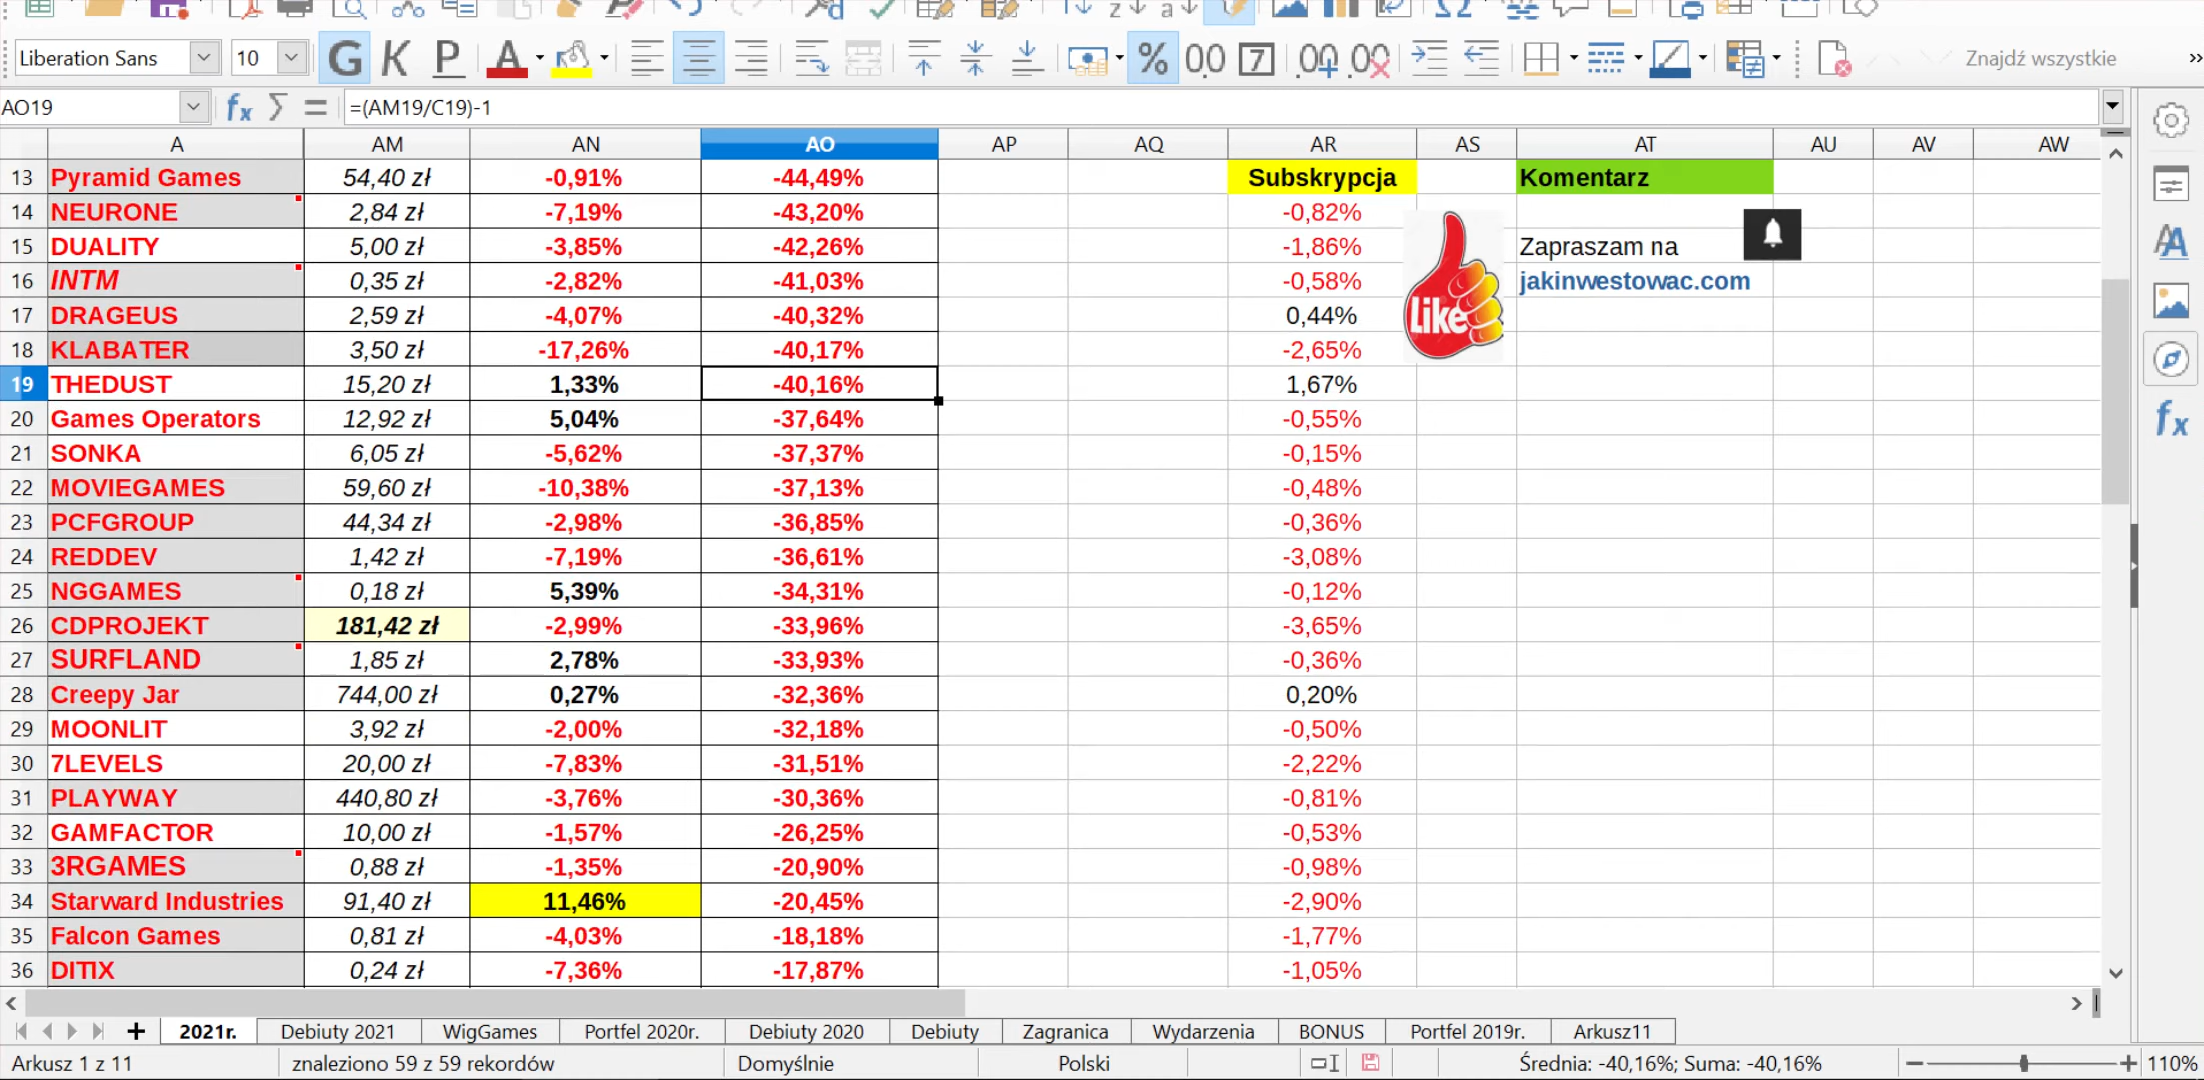 Liberation Sans 10 G K P A % 0,0 7 ,00 ,00 Znajdź wszystkie
AO19 fx Σ = =(AM19/C19)-1
A AM AN AO AP AQ AR AS AT AU AV AW
13 Pyramid Games 54,40 zł -0,91% -44,49% Subskrypcja Komentarz
14 NEURONE 2,84 zł -7,19% -43,20% -0,82%
15 DUALITY 5,00 zł -3,85% -42,26% -1,86% Zapraszam na
16 INTM 0,35 zł -2,82% -41,03% -0,58% jakinwestowac.com
17 DRAGEUS 2,59 zł -4,07% -40,32% 0,44% Like
18 KLABATER 3,50 zł -17,26% -40,17% -2,65%
19 THEDUST 15,20 zł 1,33% -40,16% 1,67%
20 Games Operators 12,92 zł 5,04% -37,64% -0,55%
21 SONKA 6,05 zł -5,62% -37,37% -0,15%
22 MOVIEGAMES 59,60 zł -10,38% -37,13% -0,48%
23 PCFGROUP 44,34 zł -2,98% -36,85% -0,36%
24 REDDEV 1,42 zł -7,19% -36,61% -3,08%
25 NGGAMES 0,18 zł 5,39% -34,31% -0,12%
26 CDPROJEKT 181,42 zł -2,99% -33,96% -3,65%
27 SURFLAND 1,85 zł 2,78% -33,93% -0,36%
28 Creepy Jar 744,00 zł 0,27% -32,36% 0,20%
29 MOONLIT 3,92 zł -2,00% -32,18% -0,50%
30 7LEVELS 20,00 zł -7,83% -31,51% -2,22%
31 PLAYWAY 440,80 zł -3,76% -30,36% -0,81%
32 GAMFACTOR 10,00 zł -1,57% -26,25% -0,53%
33 3RGAMES 0,88 zł -1,35% -20,90% -0,98%
34 Starward Industries 91,40 zł 11,46% -20,45% -2,90%
35 Falcon Games 0,81 zł -4,03% -18,18% -1,77%
36 DITIX 0,24 zł -7,36% -17,87% -1,05%
2021r. Debiuty 2021 WigGames Portfel 2020r. Debiuty 2020 Debiuty Zagranica Wydarzenia BONUS Portfel 2019r. Arkusz11
Arkusz 1 z 11 znaleziono 59 z 59 rekordów Domyślnie Polski Średnia: -40,16%; Suma: -40,16% 110%